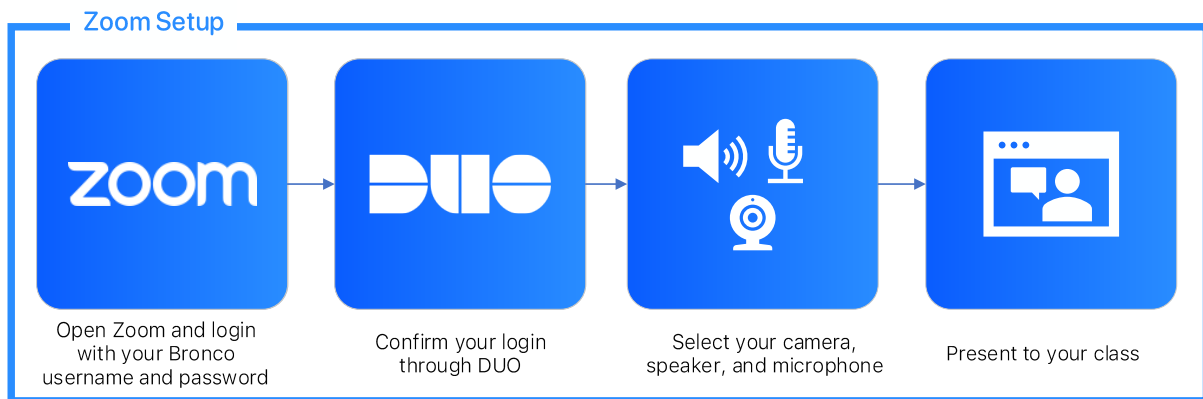 Zoom Setup
zoom
DUO
Open Zoom and login
with your Bronco
username and password
Confirm your login
through DUO
Select your camera,
speaker, and microphone
Present to your class